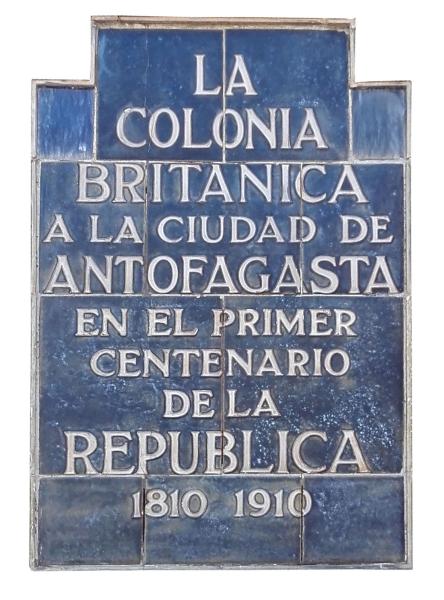 LA
COLONIA
BRITANICA
A LA CIUDAD DE
ANTOFAGASTA
EN EL PRIMER
CENTENARIO
DE LA
REPUBLICA
1810 1910